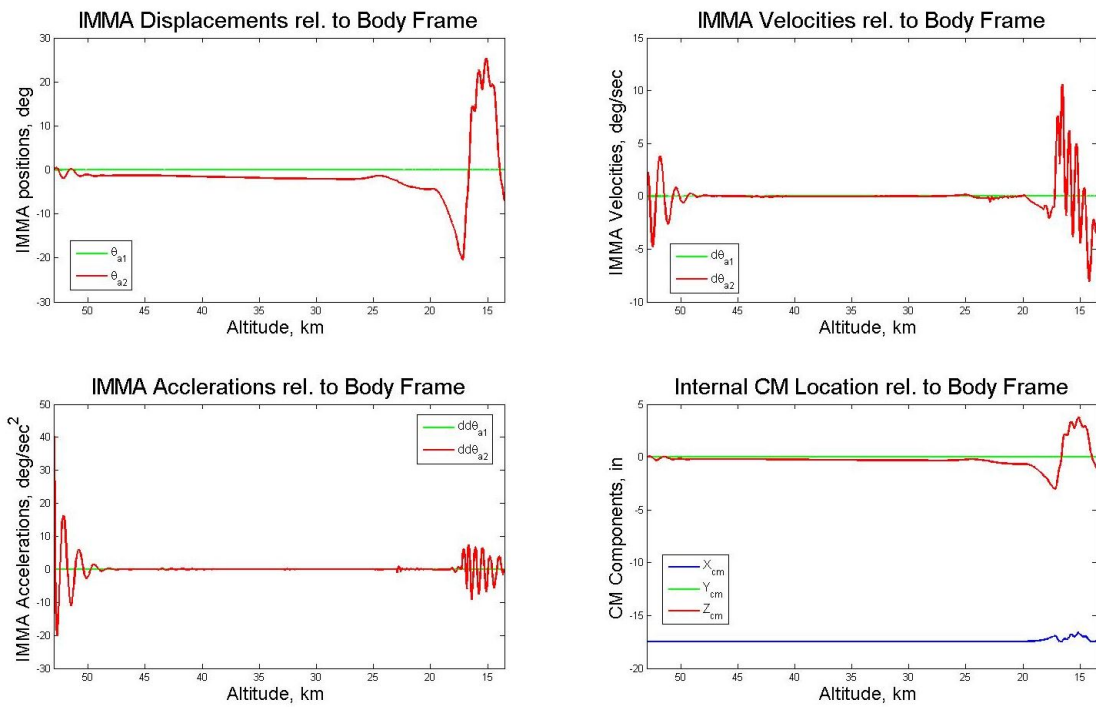 IMMA Displacements rel. to Body Frame
IMMA positions, deg
30
20
10
0
-10
-20
-30
θa1
θa2
50 45 40 35 30 25 20 15
Altitude, km
IMMA Velocities rel. to Body Frame
IMMA Velocities, deg/sec
15
10
5
0
-5
-10
dθa1
dθa2
50 45 40 35 30 25 20 15
Altitude, km
IMMA Acclerations rel. to Body Frame
IMMA Accelerations, deg/sec²
50
40
30
20
10
0
-10
-20
-30
ddθa1
ddθa2
50 45 40 35 30 25 20 15
Altitude, km
Internal CM Location rel. to Body Frame
CM Components, in
5
0
-5
-10
-15
-20
Xcm
Ycm
Zcm
50 45 40 35 30 25 20 15
Altitude, km